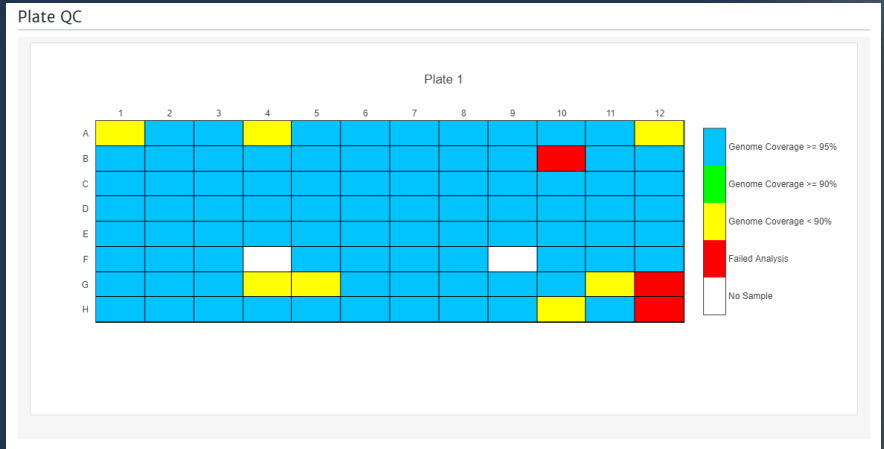 Plate QC
Plate 1
1 2 3 4 5 6 7 8 9 10 11 12
A
B
C
D
E
F
G
H
Genome Coverage >= 95%
Genome Coverage >= 90%
Genome Coverage < 90%
Failed Analysis
No Sample